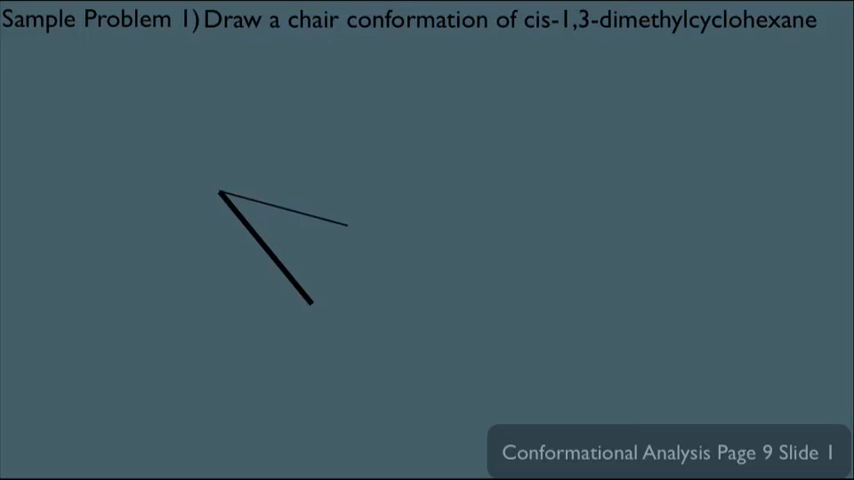 Sample Problem 1) Draw a chair conformation of cis-1,3-dimethylcyclohexane
Conformational Analysis Page 9 Slide 1